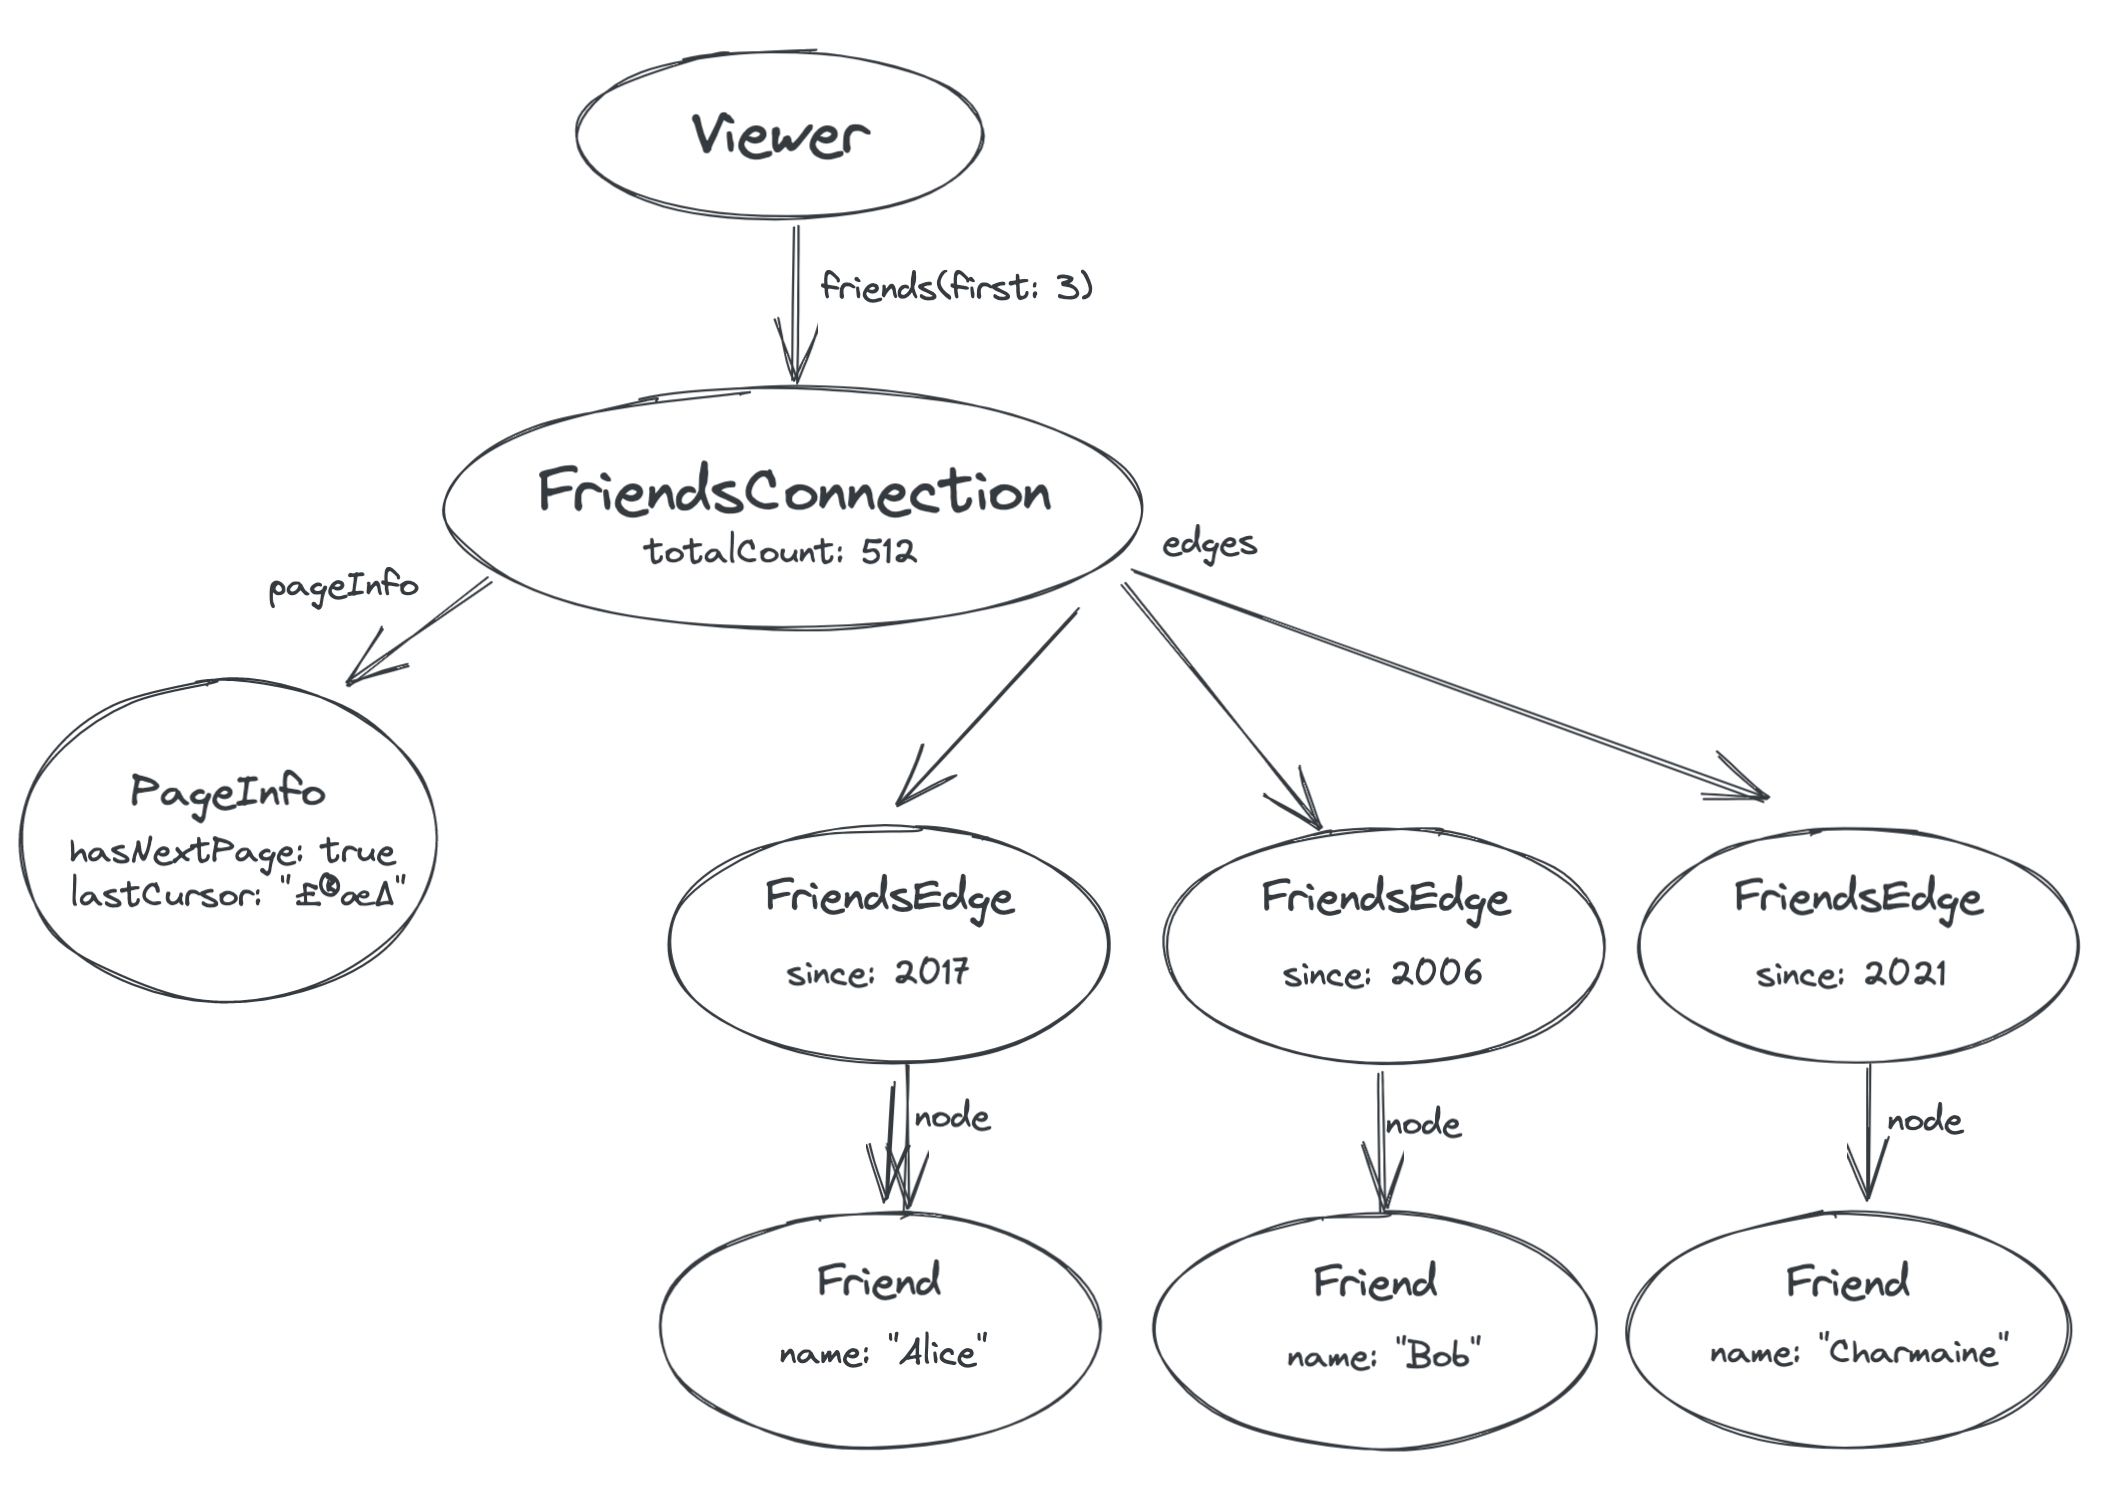 Viewer
friends(first: 3)
FriendsConnection
totalCount: 512
edges
pageInfo
PageInfo
hasNextPage: true
lastCursor: "£®œ∆"
FriendsEdge
since: 2017
FriendsEdge
since: 2006
FriendsEdge
since: 2021
node
node
node
Friend
name: "Alice"
Friend
name: "Bob"
Friend
name: "Charmaine"